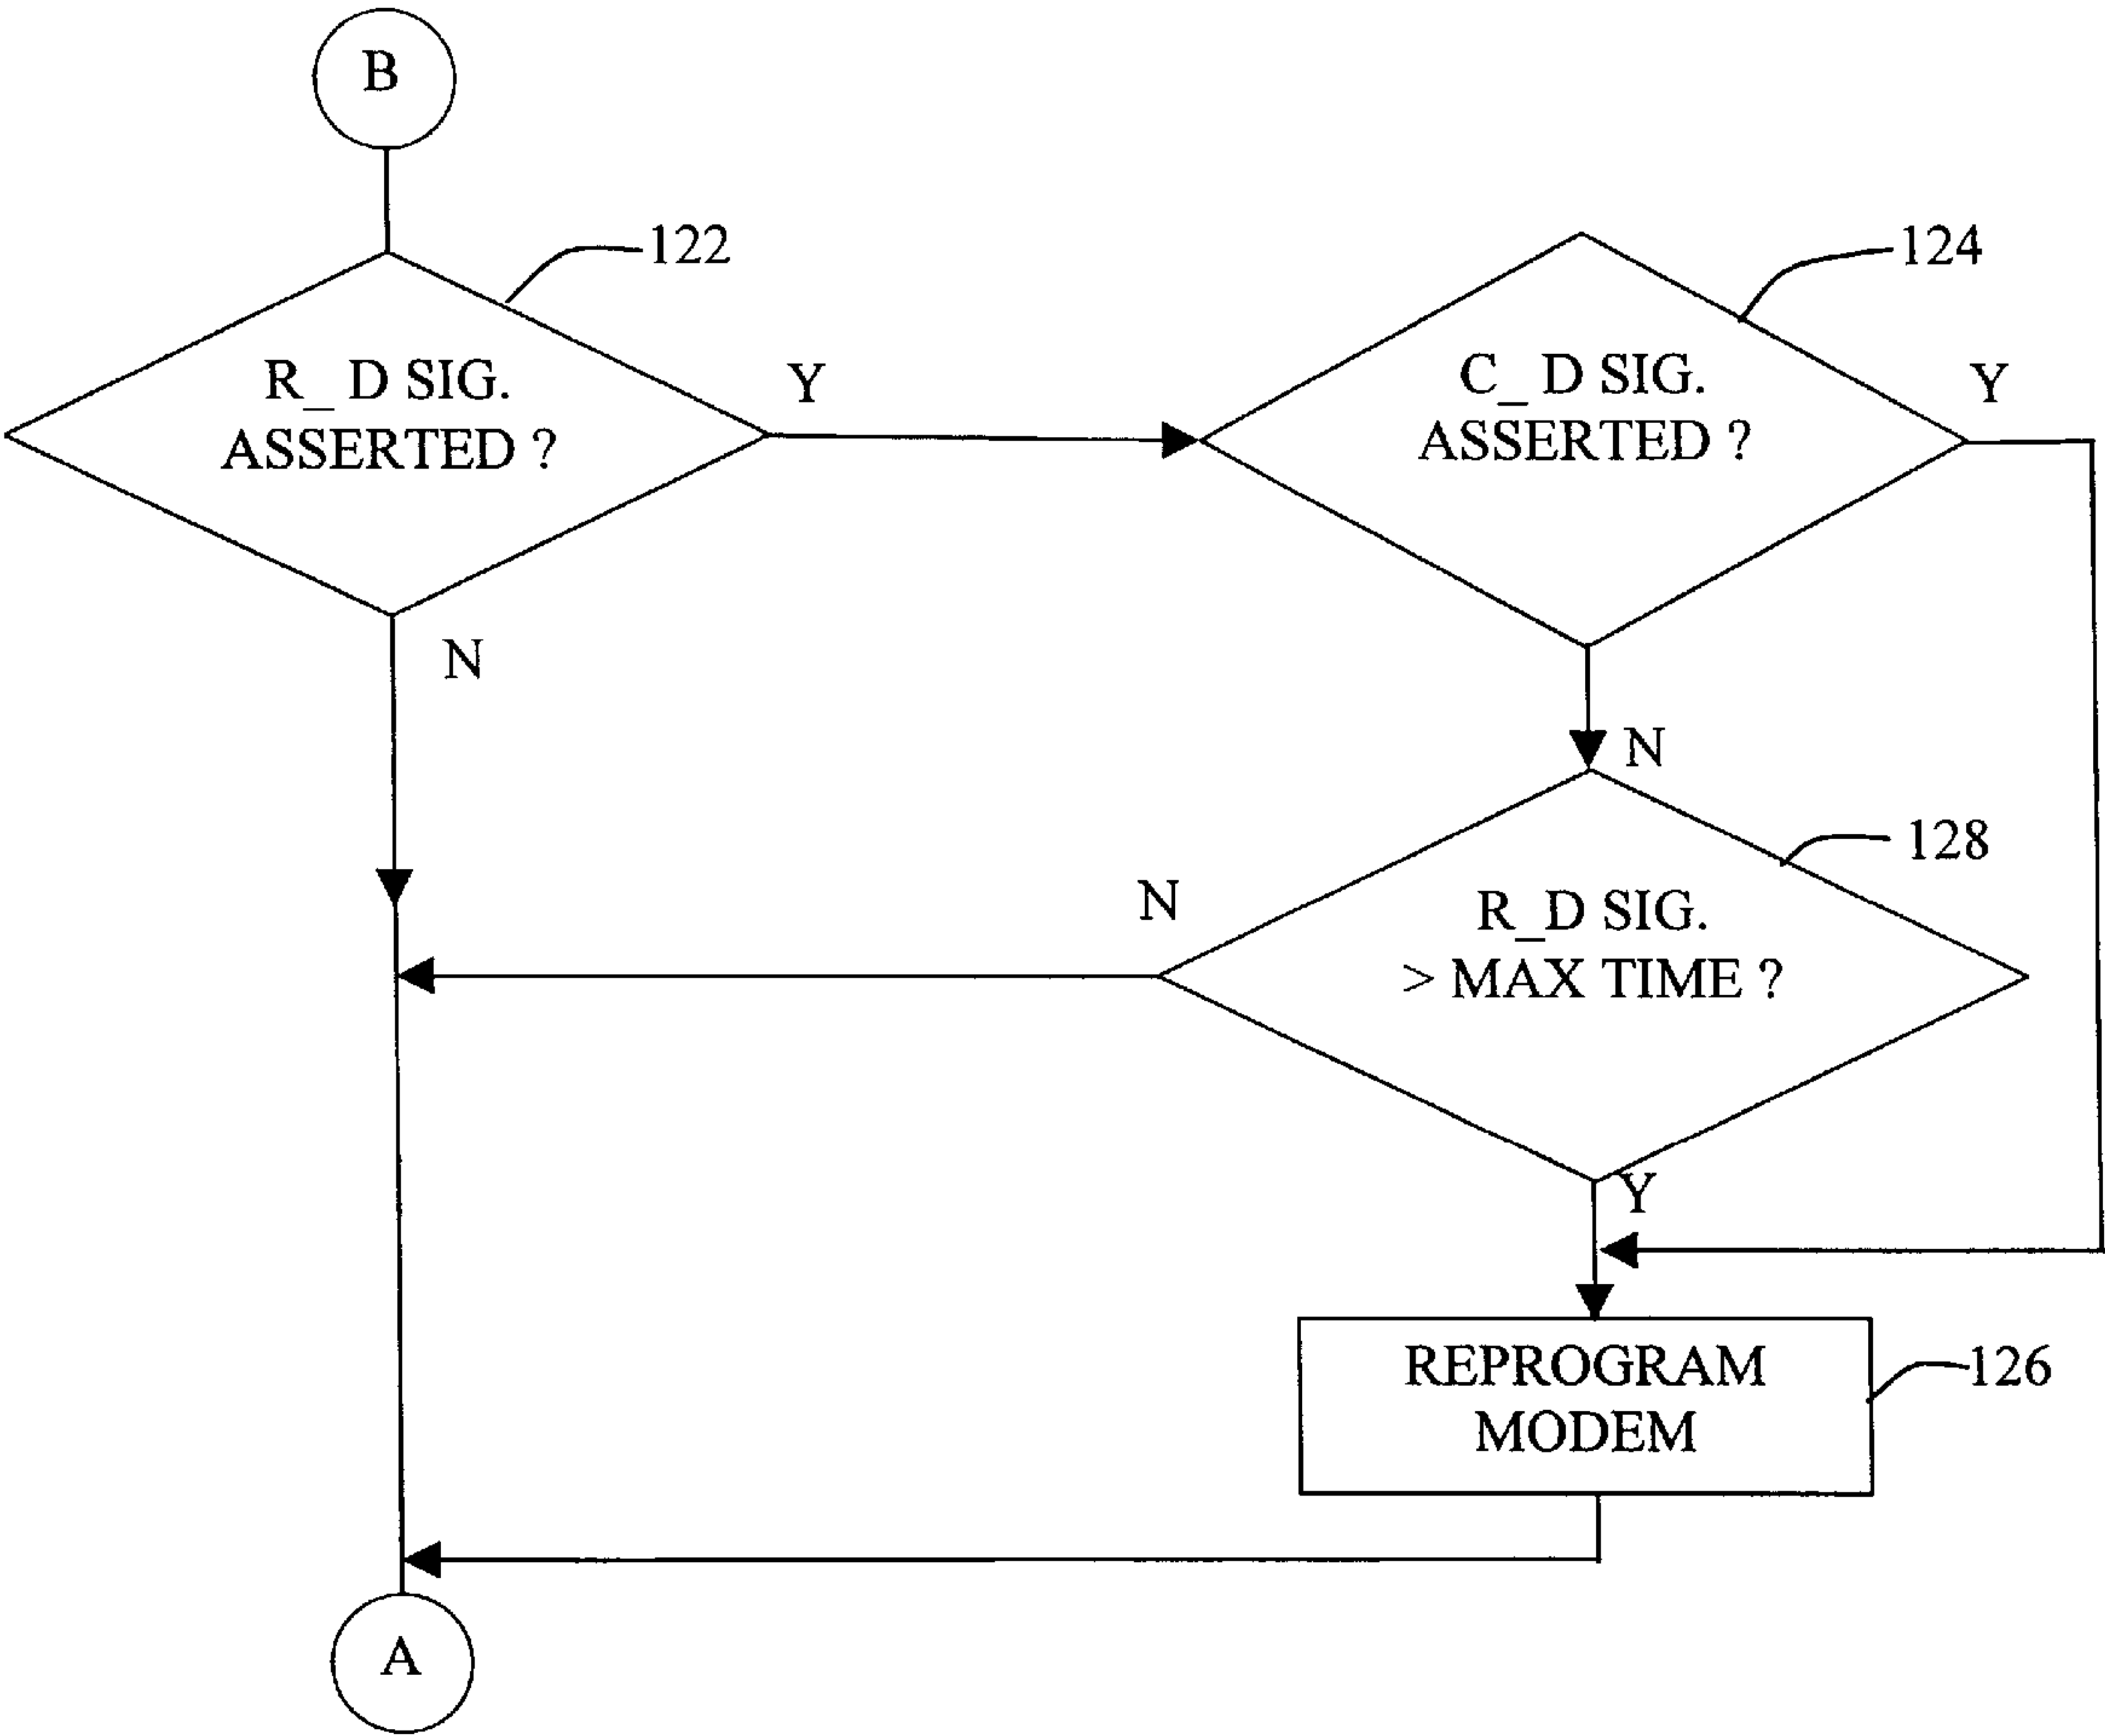 B
122
124
R_ D SIG.
ASSERTED ?
Y
C_ D SIG.
ASSERTED ?
Y
N
N
128
N
R_D SIG.
> MAX TIME ?
Y
REPROGRAM
MODEM
126
A